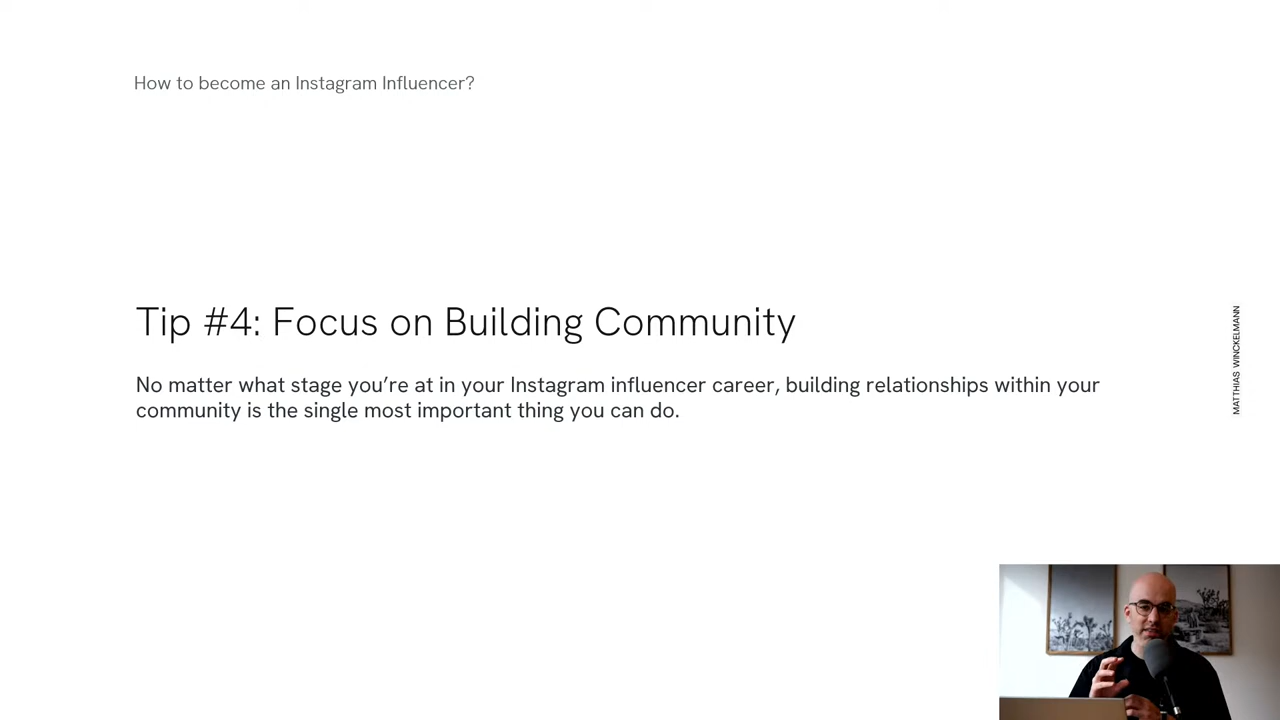 How to become an Instagram Influencer?
Tip #4: Focus on Building Community
No matter what stage you’re at in your Instagram influencer career, building relationships within your
community is the single most important thing you can do.
MATTHIAS WINCKELMANN